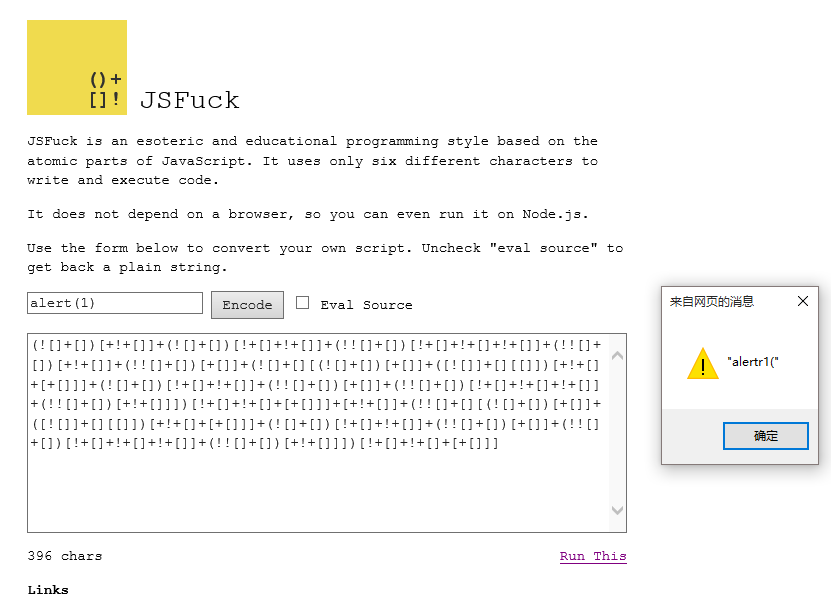 ()+
[]!
JSFuck
JSFuck is an esoteric and educational programming style based on the
atomic parts of JavaScript. It uses only six different characters to
write and execute code.
It does not depend on a browser, so you can even run it on Node.js.
Use the form below to convert your own script. Uncheck "eval source" to
get back a plain string.
alert(1) Encode Eval Source
(![]+[])[+!+[]]+(![]+[])[!+[]+!+[]]+(!![]+[])[!+[]+!+[]+!+[]]+(!![]+
[])[+!+[]]+(!![]+[])[+[]]+(![]+[][(![]+[])[+[]]+([![]]+[][[]])[+!+[]
+[+[]]]+(![]+[])[!+[]+!+[]]+(!![]+[])[+[]]+(!![]+[])[!+[]+!+[]+!+[]]
+(!![]+[])[+!+[]]])[!+[]+!+[]+[+[]]]+[+!+[]]+(!![]+[][(![]+[])[+[]]+
([![]]+[][[]])[+!+[]+[+[]]]+(![]+[])[!+[]+!+[]]+(!![]+[])[+[]]+(!![]
+[])[!+[]+!+[]+!+[]]+(!![]+[])[+!+[]]])[!+[]+!+[]+[+[]]]
396 chars Run This
Links
来自网页的消息
"alertr1("
确定